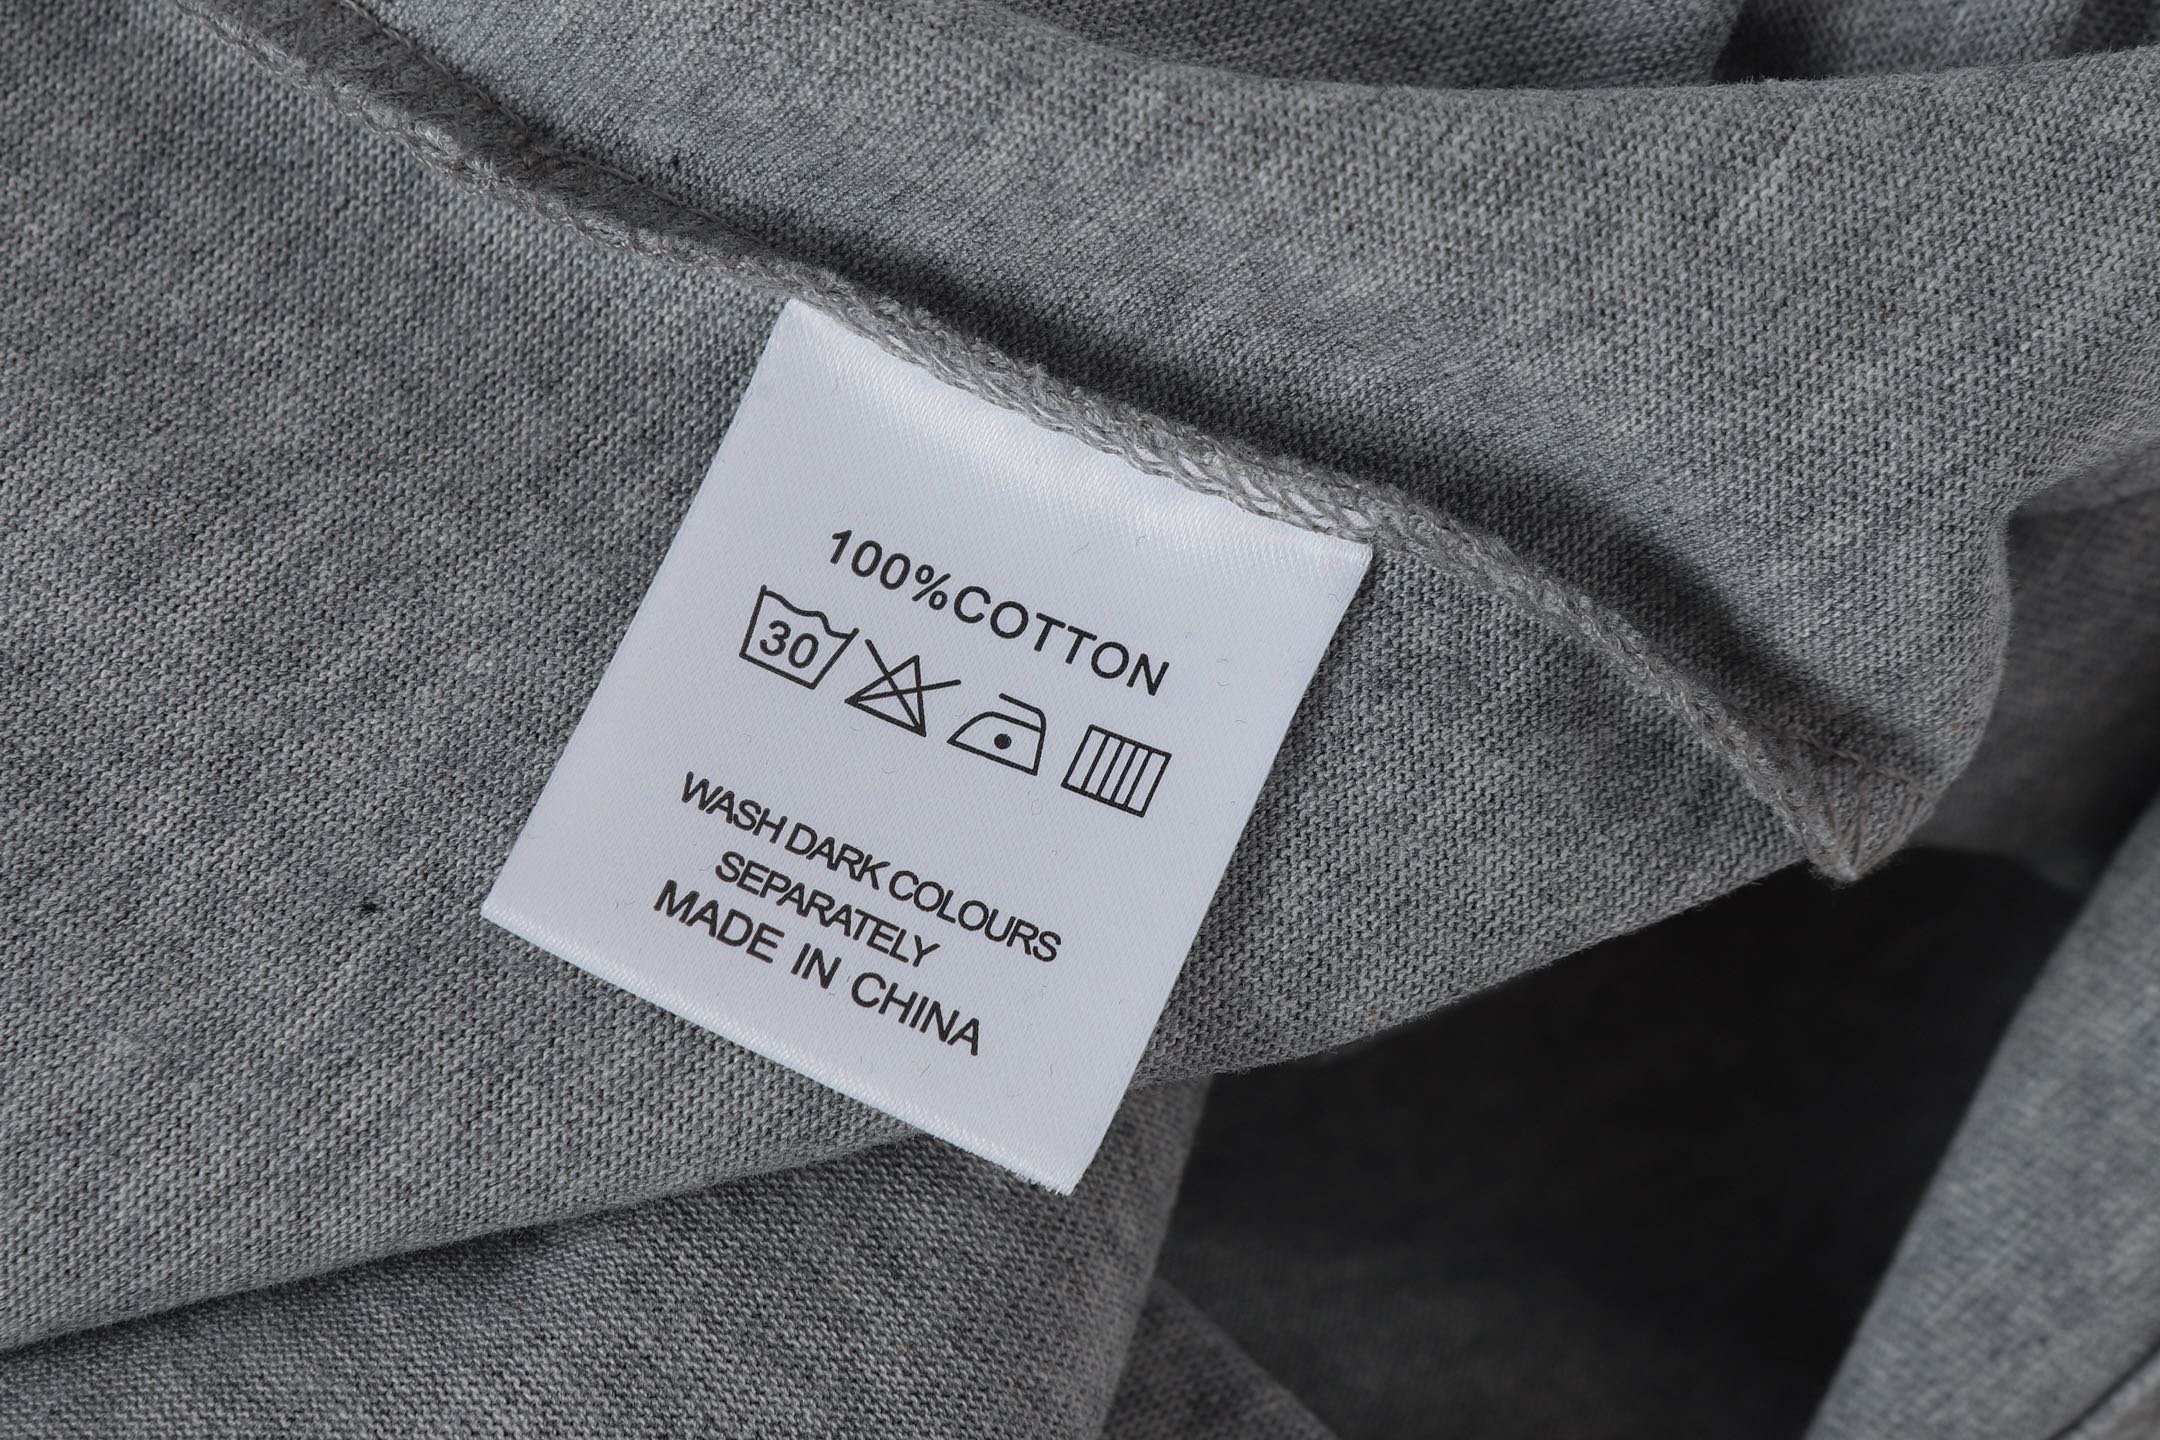 100%COTTON
30
WASH DARK COLOURS
SEPARATELY
MADE IN CHINA